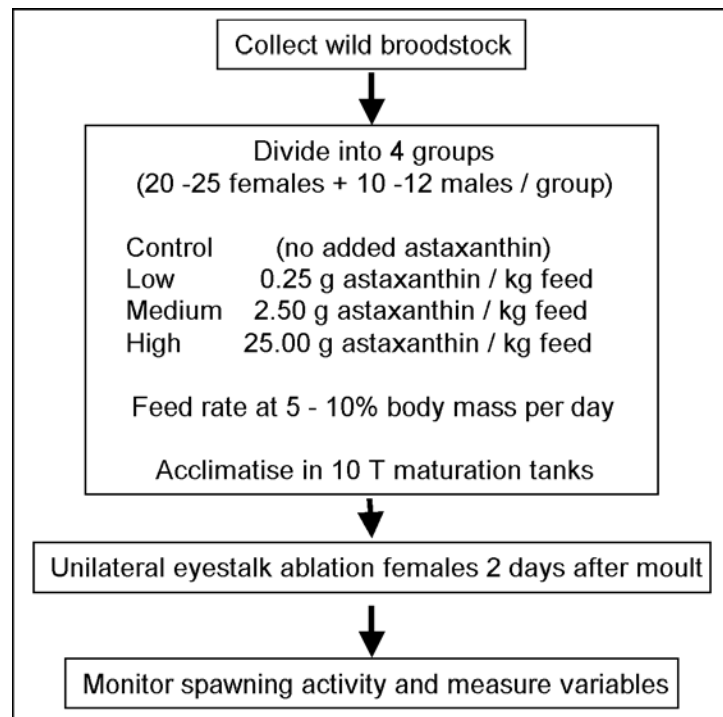 Collect wild broodstock
Divide into 4 groups
(20 -25 females + 10 -12 males / group)
Control (no added astaxanthin)
Low 0.25 g astaxanthin / kg feed
Medium 2.50 g astaxanthin / kg feed
High 25.00 g astaxanthin / kg feed
Feed rate at 5 - 10% body mass per day
Acclimatise in 10 T maturation tanks
Unilateral eyestalk ablation females 2 days after moult
Monitor spawning activity and measure variables